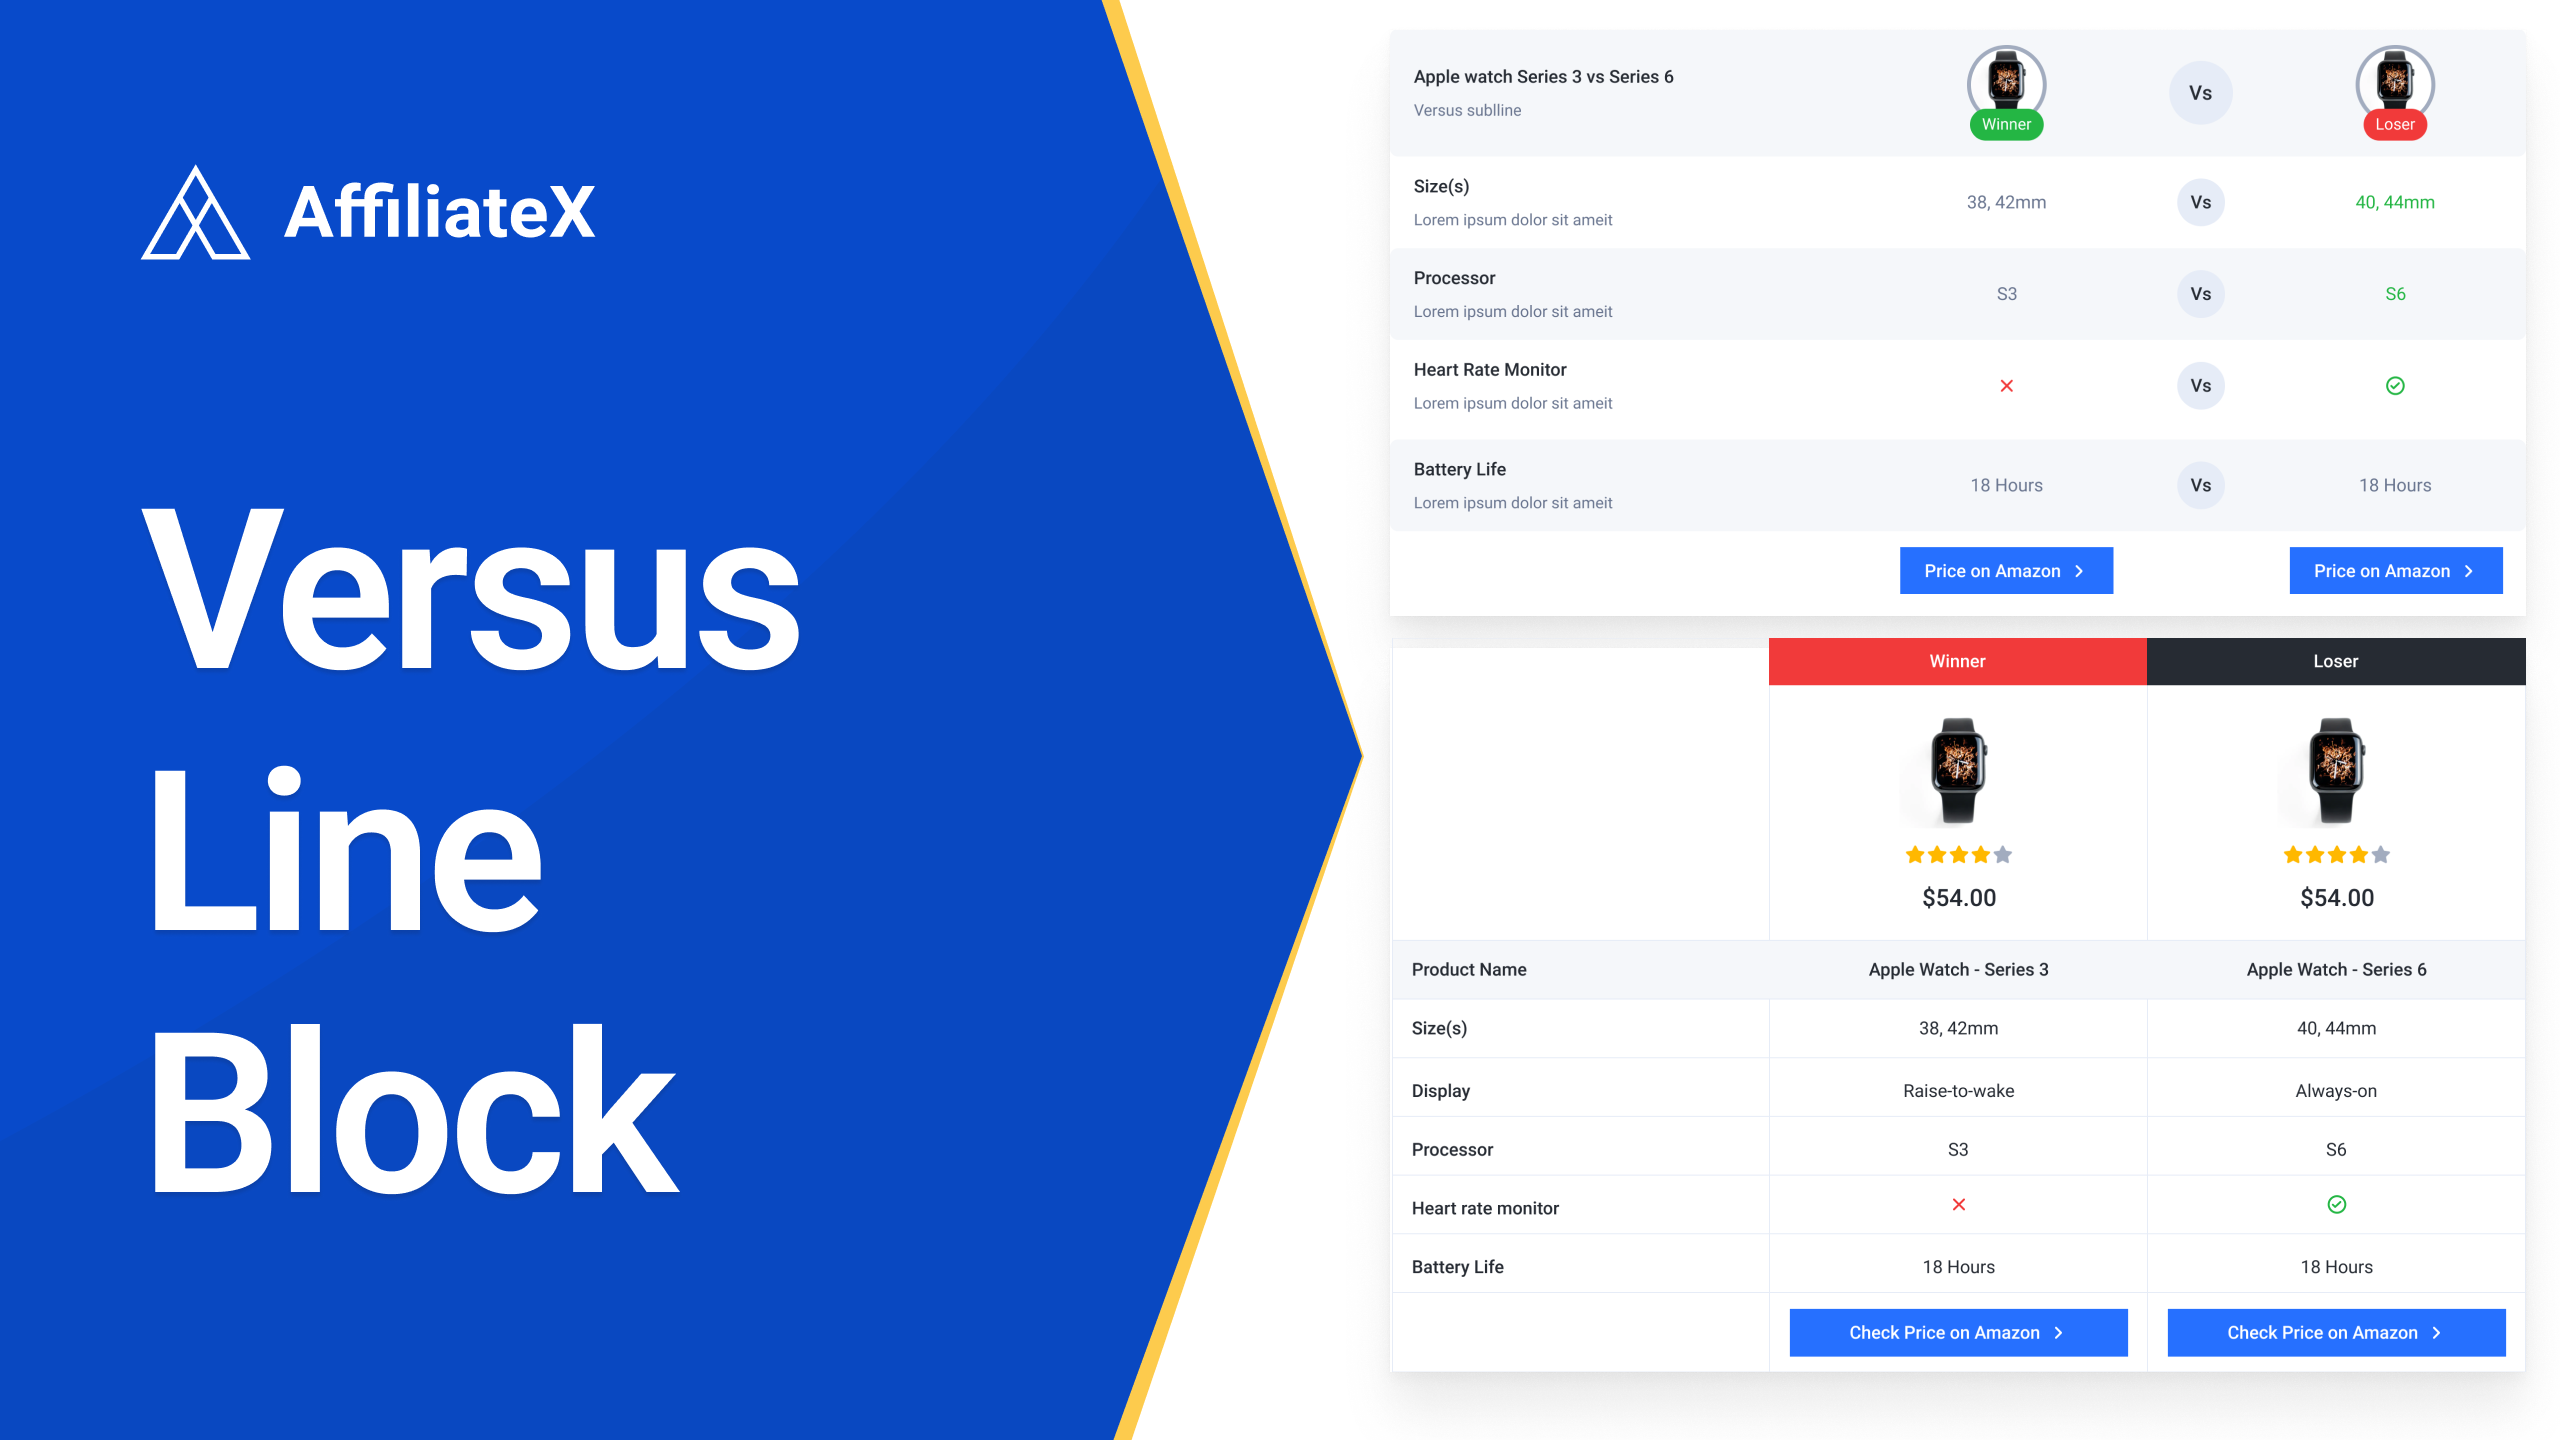 AffiliateX
Versus
Line
Block
Apple watch Series 3 vs Series 6
Versus sublline
Winner
Vs
Loser
Size(s)
Lorem ipsum dolor sit ameit
38, 42mm
Vs
40, 44mm
Processor
Lorem ipsum dolor sit ameit
S3
Vs
S6
Heart Rate Monitor
Lorem ipsum dolor sit ameit
Vs
Battery Life
Lorem ipsum dolor sit ameit
18 Hours
Vs
18 Hours
Price on Amazon
Price on Amazon
Winner
Loser
$54.00
$54.00
Product Name
Apple Watch - Series 3
Apple Watch - Series 6
Size(s)
38, 42mm
40, 44mm
Display
Raise-to-wake
Always-on
Processor
S3
S6
Heart rate monitor
Battery Life
18 Hours
18 Hours
Check Price on Amazon
Check Price on Amazon